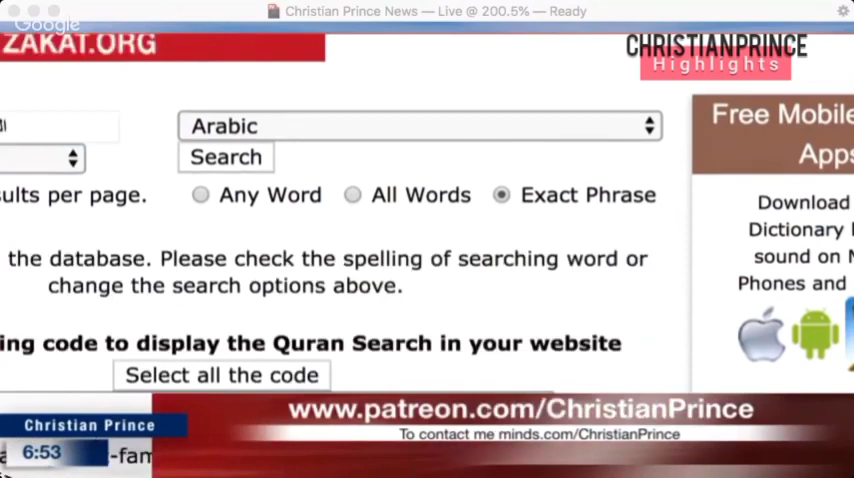 Christian Prince News — Live @ 200.5% — Ready
Google
ZAKAT.ORG
CHRISTIANPRINCE
Highlights
Arabic
Search
Free Mobile
Apps
sults per page.
Any Word
All Words
Exact Phrase
Download
Dictionary
sound on
Phones and
the database. Please check the spelling of searching word or
change the search options above.
ing code to display the Quran Search in your website
Select all the code
www.patreon.com/ChristianPrince
To contact me minds.com/ChristianPrince
Christian Prince
6:53
-fam